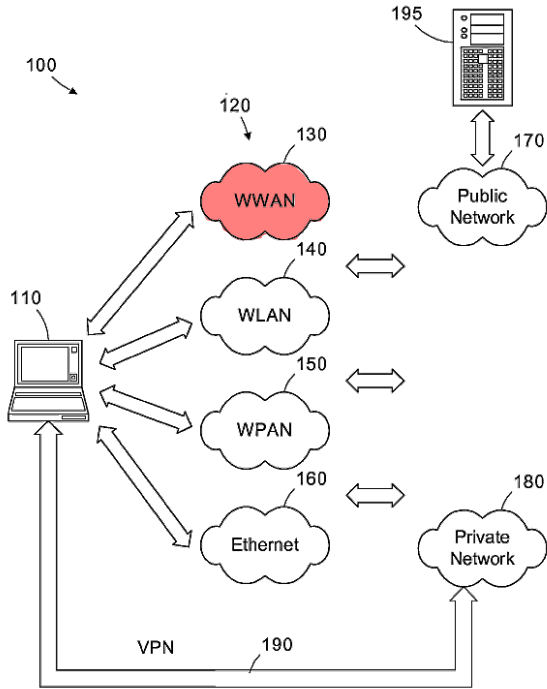 195
100
120
130
170
WWAN
Public
Network
140
110
WLAN
150
WPAN
160
180
Ethernet
Private
Network
VPN
190